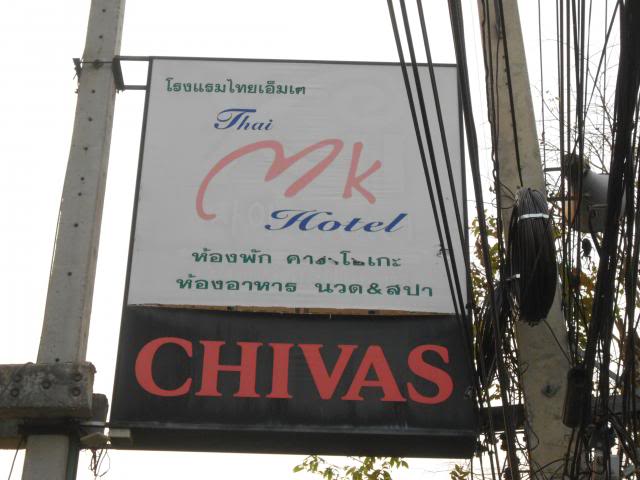 โรงแรมไทยเอ็มเค
Thai
MK
Hotel
ห้องพัก คาราโอเกะ
ห้องอาหาร นวด&สปา
CHIVAS